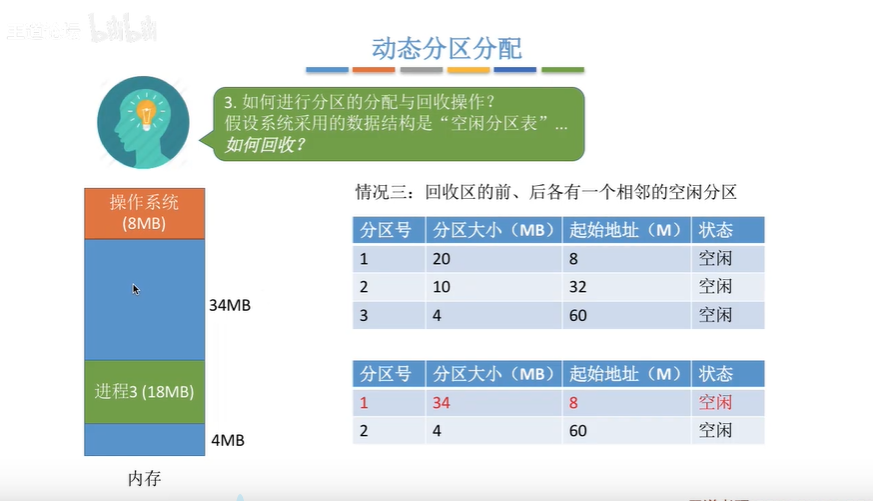 bilibili
动态分区分配
3. 如何进行分区的分配与回收操作？
假设系统采用的数据结构是“空闲分区表”...
如何回收？
操作系统
(8MB)
34MB
进程3 (18MB)
4MB
内存
情况三：回收区的前、后各有一个相邻的空闲分区
分区号 分区大小（MB） 起始地址（M） 状态
1 20 8 空闲
2 10 32 空闲
3 4 60 空闲
分区号 分区大小（MB） 起始地址（M） 状态
1 34 8 空闲
2 4 60 空闲